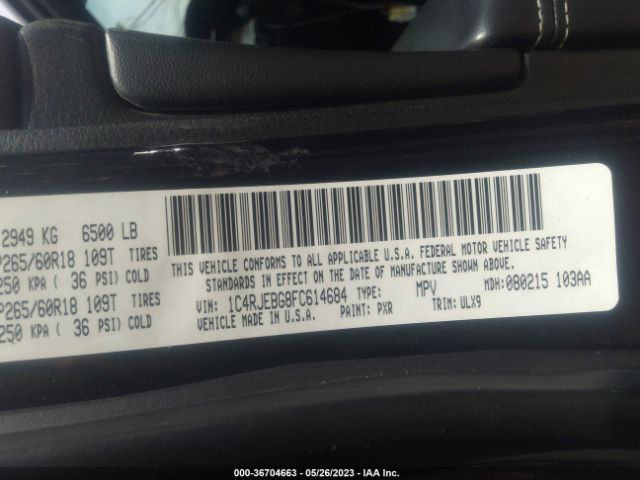 2949 KG 6500 LB
P265/60R18 109T TIRES
250 KPA ( 36 PSI) COLD
P265/60R18 109T TIRES
250 KPA ( 36 PSI) COLD
THIS VEHICLE CONFORMS TO ALL APPLICABLE U.S.A. FEDERAL MOTOR VEHICLE SAFETY
STANDARDS IN EFFECT ON THE DATE OF MANUFACTURE SHOWN ABOVE.
VIN: 1C4RJEBG8FC614684 TYPE: MPV MDH: 080215 103AA
VEHICLE MADE IN U.S.A. PAINT: PXR TRIM: ULX9
000-36704663 - 05/26/2023 - IAA Inc.